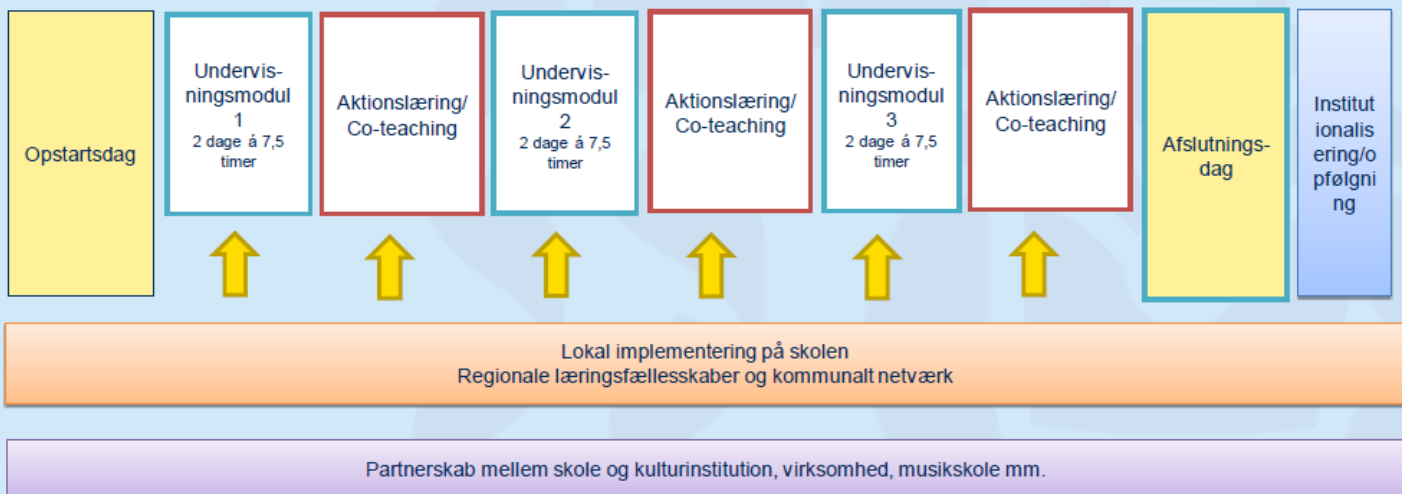 Opstartsdag
Undervis-
ningsmodul
1
2 dage á 7,5
timer
Aktionslæring/
Co-teaching
Undervis-
ningsmodul
2
2 dage á 7,5
timer
Aktionslæring/
Co-teaching
Undervis-
ningsmodul
3
2 dage á 7,5
timer
Aktionslæring/
Co-teaching
Afslutnings-
dag
Institut
ionalis
ering/o
pfølgni
ng
Lokal implementering på skolen
Regionale læringsfællesskaber og kommunalt netværk
Partnerskab mellem skole og kulturinstitution, virksomhed, musikskole mm.